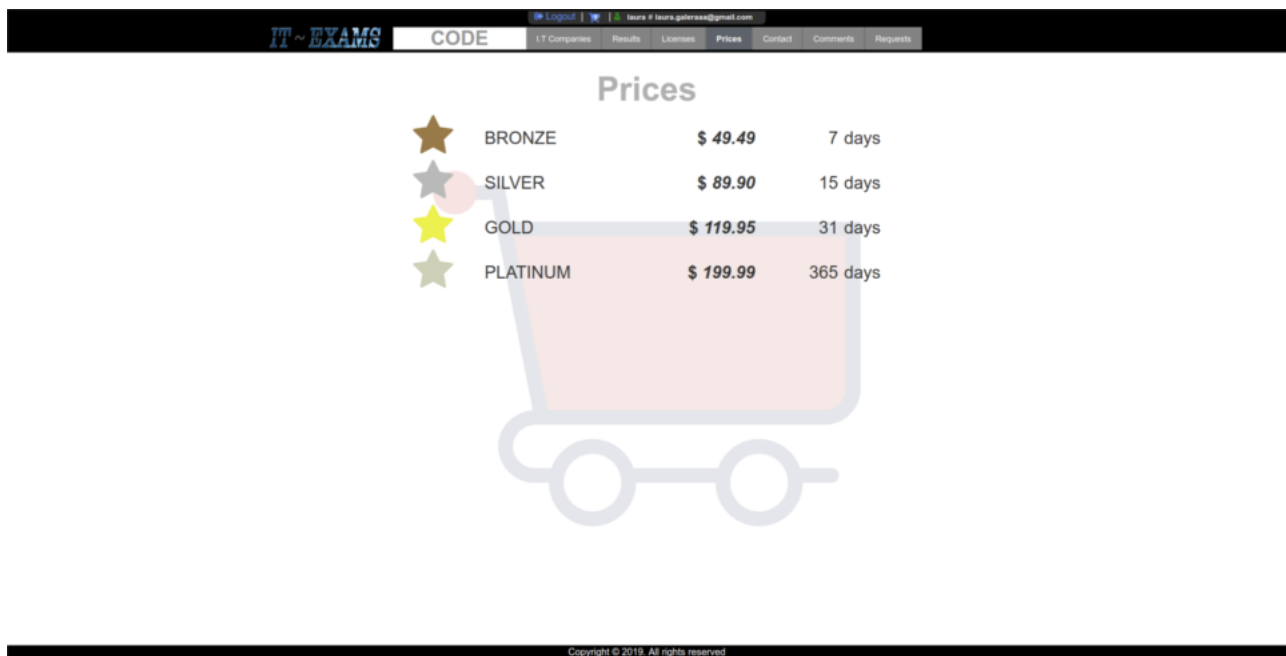 Logout | | laura # laura.galeraaa@gmail.com
IT ~ EXAMS CODE I.T Companies Results Licenses Prices Contact Comments Requests
Prices
BRONZE $ 49.49 7 days
SILVER $ 89.90 15 days
GOLD $ 119.95 31 days
PLATINUM $ 199.99 365 days
Copyright © 2019. All rights reserved